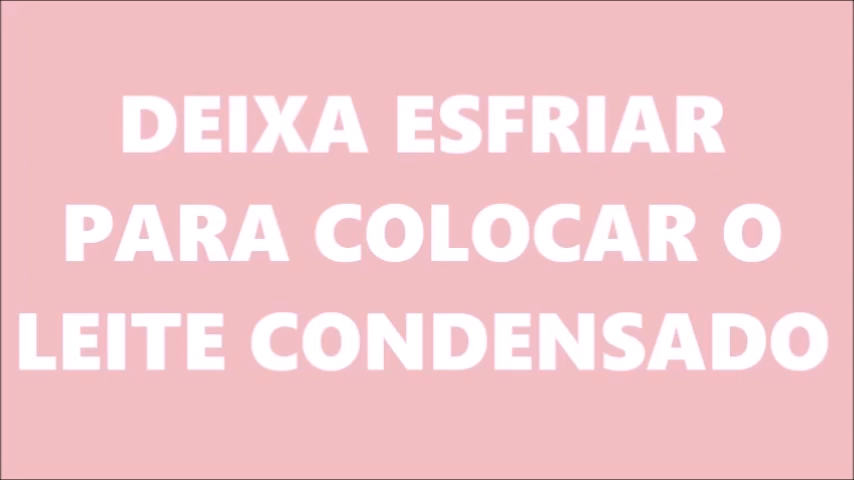 DEIXA ESFRIAR
PARA COLOCAR O
LEITE CONDENSADO